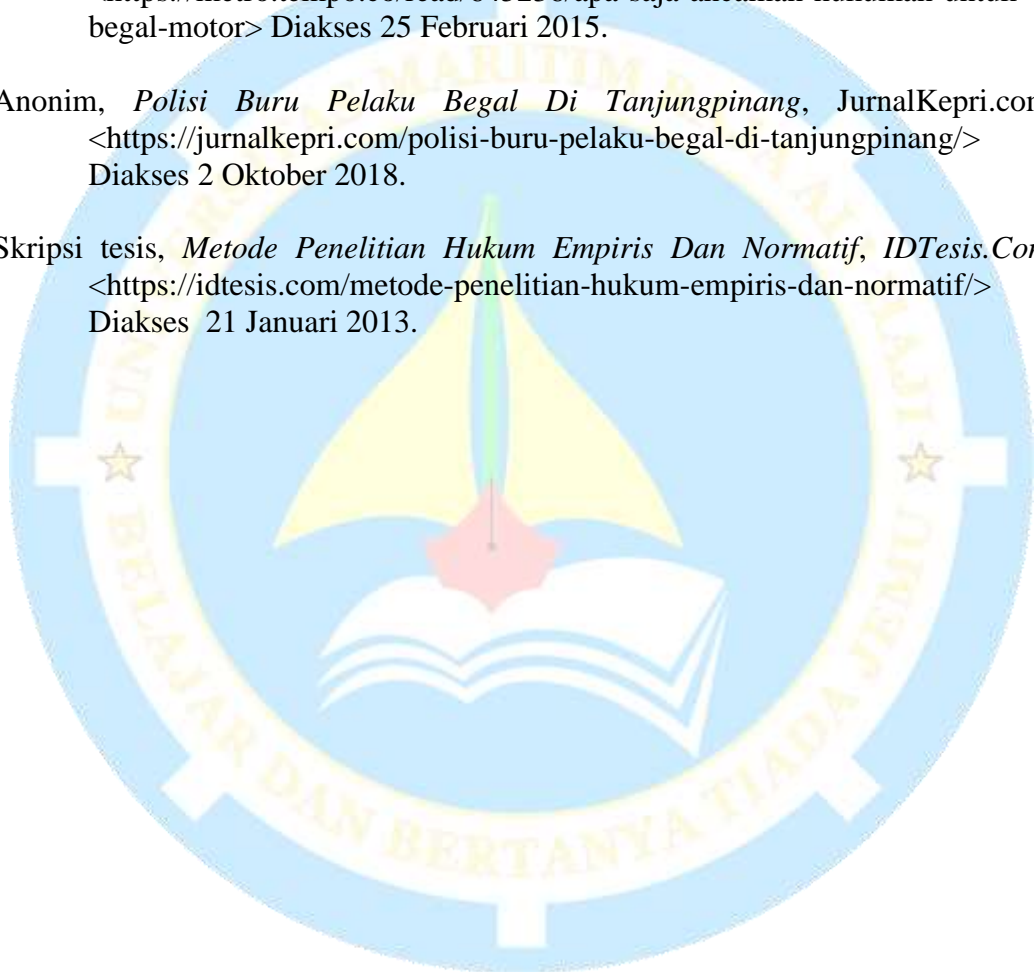 begal-motor> Diakses 25 Februari 2015.
Anonim, Polisi Buru Pelaku Begal Di Tanjungpinang, JurnalKepri.com
<https://jurnalkepri.com/polisi-buru-pelaku-begal-di-tanjungpinang/>
Diakses 2 Oktober 2018.
Skripsi tesis, Metode Penelitian Hukum Empiris Dan Normatif, IDTesis.Com
<https://idtesis.com/metode-penelitian-hukum-empiris-dan-normatif/>
Diakses 21 Januari 2013.
MARITIM
BELAJAR DAN BERTANYA TIADA JEMU